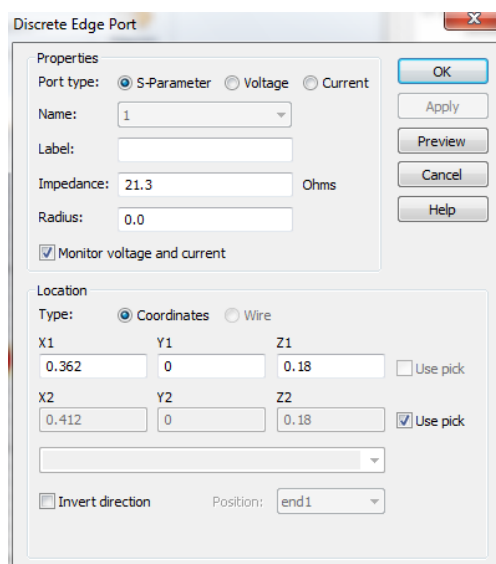 Discrete Edge Port
Properties
Port type: S-Parameter Voltage Current
Name: 1
Label:
Impedance: 21.3 Ohms
Radius: 0.0
Monitor voltage and current
OK
Apply
Preview
Cancel
Help
Location
Type: Coordinates Wire
X1 Y1 Z1
0.362 0 0.18 Use pick
X2 Y2 Z2
0.412 0 0.18 Use pick
Invert direction Position: end1